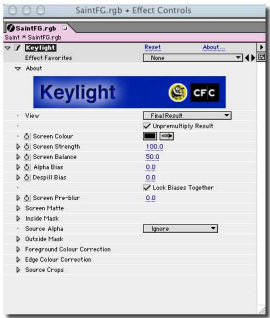 SaintFG.rgb • Effect Controls
SaintFG.rgb
Saint * SaintFG.rgb
Keylight Reset About...
Effect Favorites None
About
Keylight CFC
View Final Result
Unpremultiply Result
Screen Colour
Screen Strength 100.0
Screen Balance 50.0
Alpha Bias 0.0
Despill Bias 0.0
Lock Biases Together
Screen Pre-blur 0.0
Screen Matte
Inside Mask
Source Alpha Ignore
Outside Mask
Foreground Colour Correction
Edge Colour Correction
Source Crops